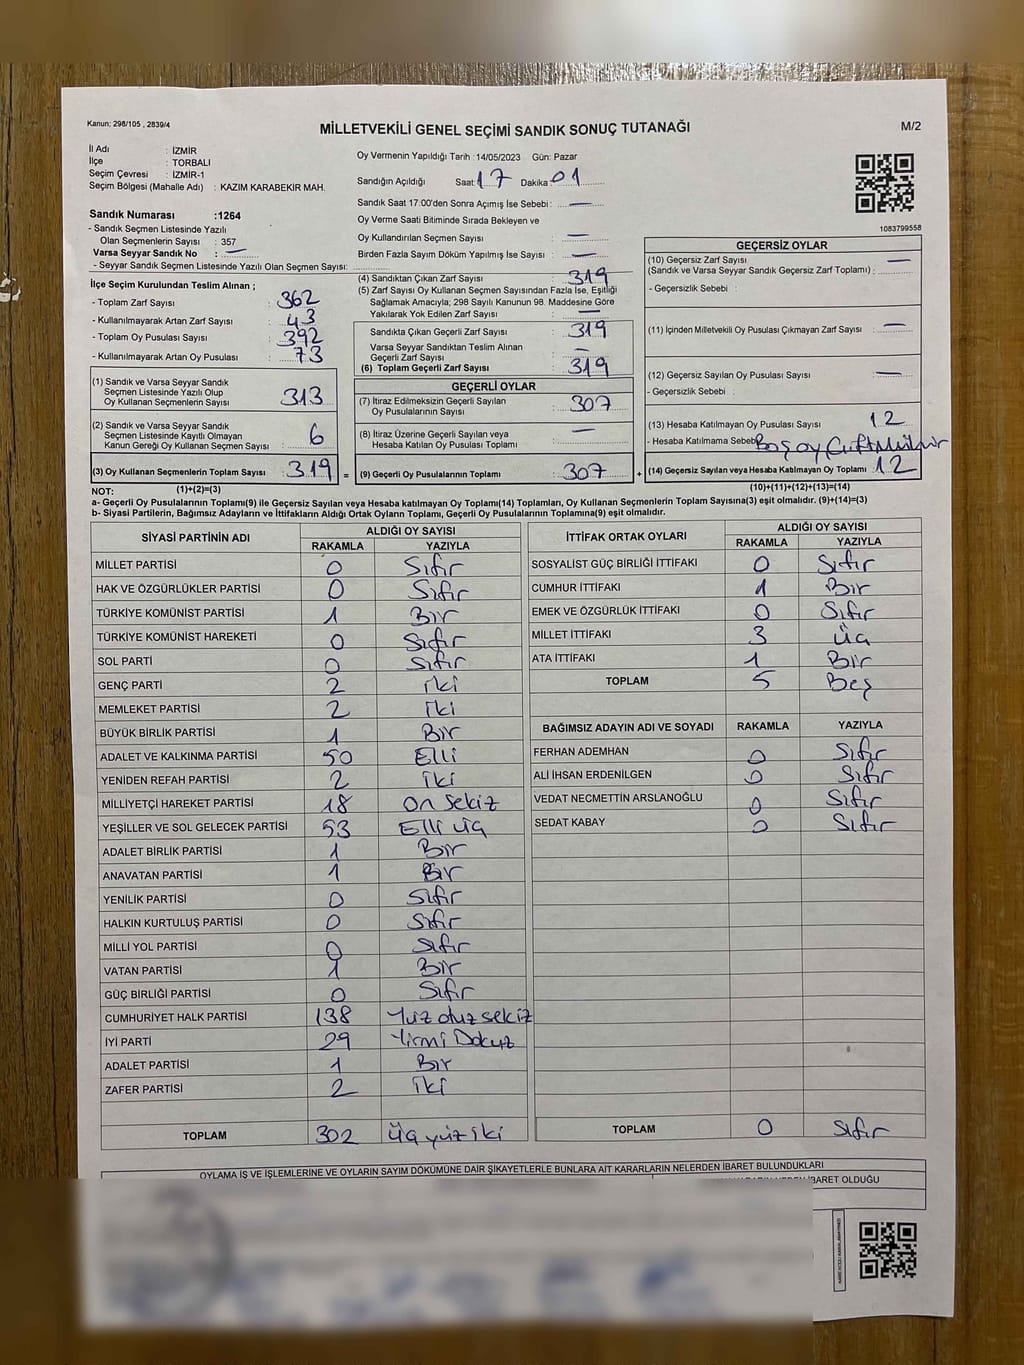 Kanun; 298/105 , 2839/4
MİLLETVEKİLİ GENEL SEÇİMİ SANDIK SONUÇ TUTANAĞI
M/2
İl Adı : İZMİR
İlçe : TORBALI
Seçim Çevresi : İZMİR-1
Seçim Bölgesi (Mahalle Adı) : KAZIM KARABEKİR MAH.
Oy Vermenin Yapıldığı Tarih :14/05/2023 Gün: Pazar
Sandığın Açıldığı Saat: 17 Dakika: 01
Sandık Saat 17:00'den Sonra Açımış İse Sebebi : —
Oy Verme Saati Bitiminde Sırada Bekleyen ve
Oy Kullandırılan Seçmen Sayısı : —
Birden Fazla Sayım Döküm Yapılmış İse Sayısı : —
1083799558
Sandık Numarası :1264
- Sandık Seçmen Listesinde Yazılı
Olan Seçmenlerin Sayısı : 357
Varsa Seyyar Sandık No : —
- Seyyar Sandık Seçmen Listesinde Yazılı Olan Seçmen Sayısı:
İlçe Seçim Kurulundan Teslim Alınan ;
- Toplam Zarf Sayısı : 362
- Kullanılmayarak Artan Zarf Sayısı : 43
- Toplam Oy Pusulası Sayısı : 392
- Kullanılmayarak Artan Oy Pusulası : 73
(4) Sandıktan Çıkan Zarf Sayısı : 319
(5) Zarf Sayısı Oy Kullanan Seçmen Sayısından Fazla İse, Eşitliği
Sağlamak Amacıyla; 298 Sayılı Kanunun 98. Maddesine Göre
Yakılarak Yok Edilen Zarf Sayısı : —
Sandıkta Çıkan Geçerli Zarf Sayısı : 319
Varsa Seyyar Sandıktan Teslim Alınan
Geçerli Zarf Sayısı : —
(6) Toplam Geçerli Zarf Sayısı : 319
GEÇERSİZ OYLAR
(10) Geçersiz Zarf Sayısı —
(Sandık ve Varsa Seyyar Sandık Geçersiz Zarf Toplamı) :
- Geçersizlik Sebebi :
(11) İçinden Milletvekili Oy Pusulası Çıkmayan Zarf Sayısı : —
(12) Geçersiz Sayılan Oy Pusulası Sayısı : —
- Geçersizlik Sebebi :
(13) Hesaba Katılmayan Oy Pusulası Sayısı : 12
- Hesaba Katılmama Sebebi Boş oy
(14) Geçersiz Sayılan veya Hesaba Katılmayan Oy Toplamı : 12
(10)+(11)+(12)+(13)=(14)
(1) Sandık ve Varsa Seyyar Sandık
Seçmen Listesinde Yazılı Olup
Oy Kullanan Seçmenlerin Sayısı : 313
(2) Sandık ve Varsa Seyyar Sandık
Seçmen Listesinde Kayıtlı Olmayan
Kanun Gereği Oy Kullanan Seçmen Sayısı : 6
(3) Oy Kullanan Seçmenlerin Toplam Sayısı : 319 =
(1)+(2)=(3)
GEÇERLİ OYLAR
(7) İtiraz Edilmeksizin Geçerli Sayılan
Oy Pusulalarının Sayısı : 307
(8) İtiraz Üzerine Geçerli Sayılan veya
Hesaba Katılan Oy Pusulası Sayısı : —
(9) Geçerli Oy Pusulalarının Toplamı : 307 +
NOT:
a- Geçerli Oy Pusulalarının Toplamı(9) ile Geçersiz Sayılan veya Hesaba katılmayan Oy Toplamı(14) Toplamları, Oy Kullanan Seçmenlerin Toplam Sayısına(3) eşit olmalıdır. (9)+(14)=(3)
b- Siyasi Partilerin, Bağımsız Adayların ve İttifakların Aldığı Ortak Oyların Toplamı, Geçerli Oy Pusulalarının Toplamına(9) eşit olmalıdır.
SİYASİ PARTİNİN ADI ALDIĞI OY SAYISI
RAKAMLA YAZIYLA
MİLLET PARTİSİ 0 Sıfır
HAK VE ÖZGÜRLÜKLER PARTİSİ 0 Sıfır
TÜRKİYE KOMÜNİST PARTİSİ 1 Bir
TÜRKİYE KOMÜNİST HAREKETİ 0 Sıfır
SOL PARTİ 0 Sıfır
GENÇ PARTİ 2 iki
MEMLEKET PARTİSİ 2 iki
BÜYÜK BİRLİK PARTİSİ 1 Bir
ADALET VE KALKINMA PARTİSİ 50 Elli
YENİDEN REFAH PARTİSİ 2 iki
MİLLİYETÇİ HAREKET PARTİSİ 18 on sekiz
YEŞİLLER VE SOL GELECEK PARTİSİ 53 Elli üç
ADALET BİRLİK PARTİSİ 1 Bir
ANAVATAN PARTİSİ 1 Bir
YENİLİK PARTİSİ 0 Sıfır
HALKIN KURTULUŞ PARTİSİ 0 Sıfır
MİLLİ YOL PARTİSİ 0 Sıfır
VATAN PARTİSİ 1 Bir
GÜÇ BİRLİĞİ PARTİSİ 0 Sıfır
CUMHURİYET HALK PARTİSİ 138 Yüz otuz sekiz
İYİ PARTİ 29 Yirmi Dokuz
ADALET PARTİSİ 1 Bir
ZAFER PARTİSİ 2 iki
TOPLAM 302 üç yüz iki
İTTİFAK ORTAK OYLARI ALDIĞI OY SAYISI
RAKAMLA YAZIYLA
SOSYALİST GÜÇ BİRLİĞİ İTTİFAKI 0 Sıfır
CUMHUR İTTİFAKI 1 Bir
EMEK VE ÖZGÜRLÜK İTTİFAKI 0 Sıfır
MİLLET İTTİFAKI 3 üç
ATA İTTİFAKI 1 Bir
TOPLAM 5 Beş
BAĞIMSIZ ADAYIN ADI VE SOYADI RAKAMLA YAZIYLA
FERHAN ADEMHAN 0 Sıfır
ALİ İHSAN ERDENİLGEN 0 Sıfır
VEDAT NECMETTİN ARSLANOĞLU 0 Sıfır
SEDAT KABAY 0 Sıfır
TOPLAM 0 Sıfır
OYLAMA İŞ VE İŞLEMLERİNE VE OYLARIN SAYIM DÖKÜMÜNE DAİR ŞİKAYETLERLE BUNLARA AİT KARARLARIN NELERDEN İBARET BULUNDUKLARI
İBARET OLDUĞU